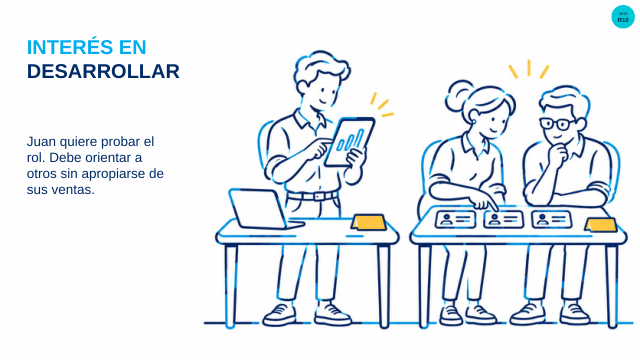 INTERÉS EN
DESARROLLAR
Juan quiere probar el
rol. Debe orientar a
otros sin apropiarse de
sus ventas.
R10